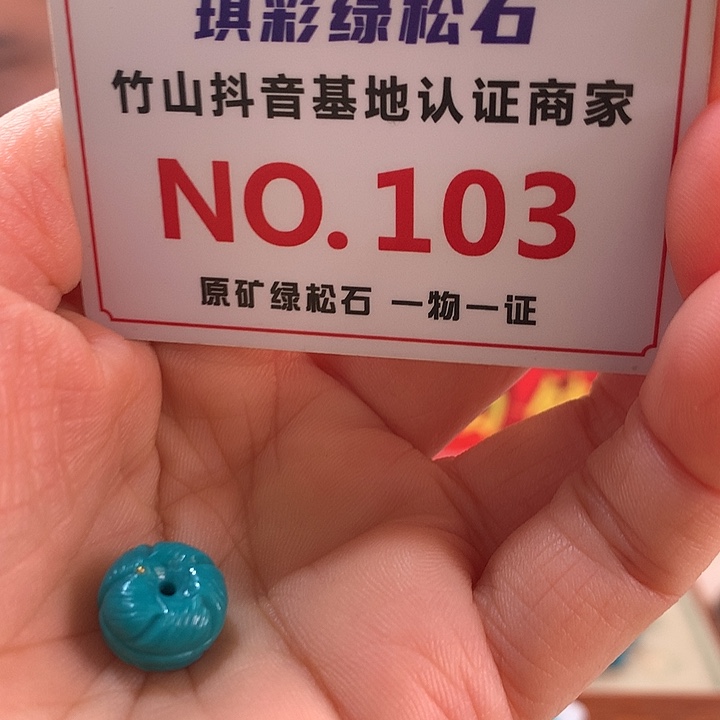 琪彩绿松石
竹山抖音基地认证商家
NO.103
原矿绿松石 一物一证